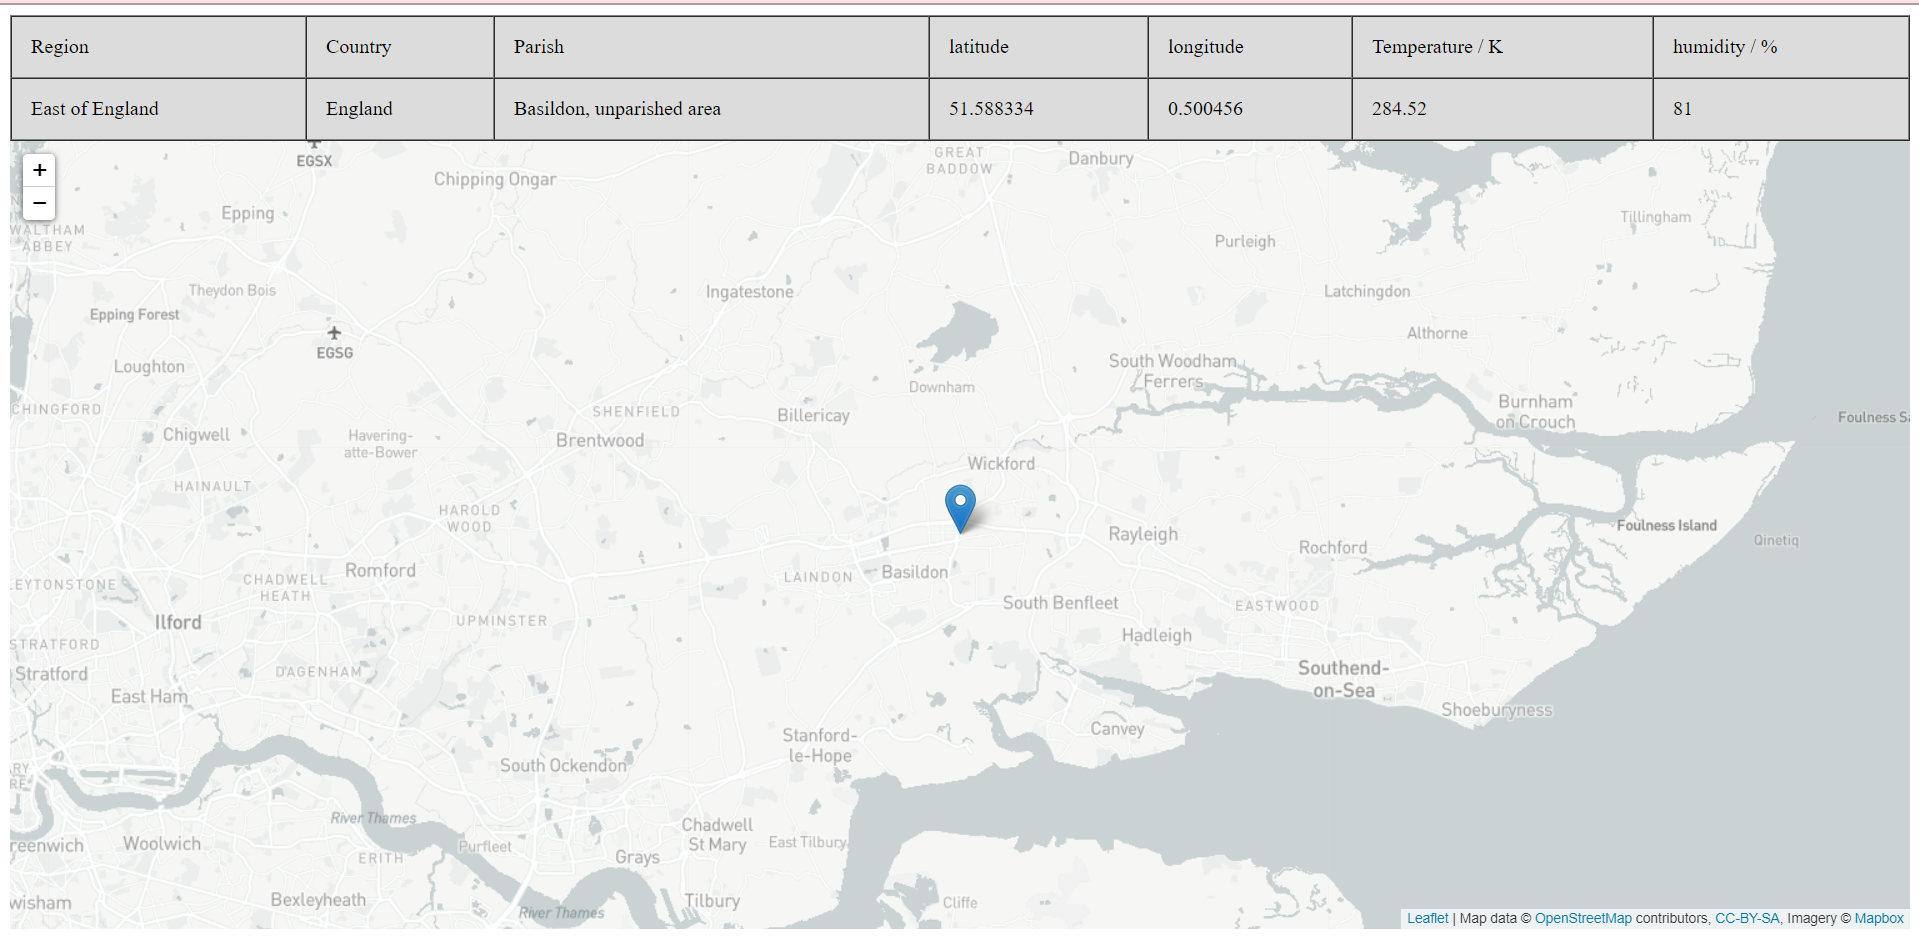 Region Country Parish latitude longitude Temperature / K humidity / %
East of England England Basildon, unparished area 51.588334 0.500456 284.52 81
+
−
EGSX
Chipping Ongar
GREAT
BADDOW
Danbury
Epping
WALTHAM
ABBEY
Tillingham
Purleigh
Theydon Bois
Ingatestone
Latchingdon
Epping Forest
EGSG
Althorne
Loughton
South Woodham
Ferrers
Downham
CHINGFORD
SHENFIELD
Billericay
Burnham
on Crouch
Foulness Sa
Chigwell
Havering-
atte-Bower
Brentwood
Wickford
HAINAULT
HAROLD
WOOD
Foulness Island
Rayleigh
Qinetiq
Rochford
Romford
LAINDON
Basildon
EYTONSTONE
CHADWELL
HEATH
South Benfleet
EASTWOOD
Ilford
UPMINSTER
Hadleigh
STRATFORD
Stratford
DAGENHAM
Southend-
on-Sea
East Ham
Shoeburyness
Canvey
Stanford-
le-Hope
South Ockendon
River Thames
Chadwell
St Mary
East Tilbury
reenwich
Woolwich
ERITH
Purfleet
Grays
wisham
Bexleyheath
River Thames
Tilbury
Cliffe
Leaflet | Map data © OpenStreetMap contributors, CC-BY-SA, Imagery © Mapbox